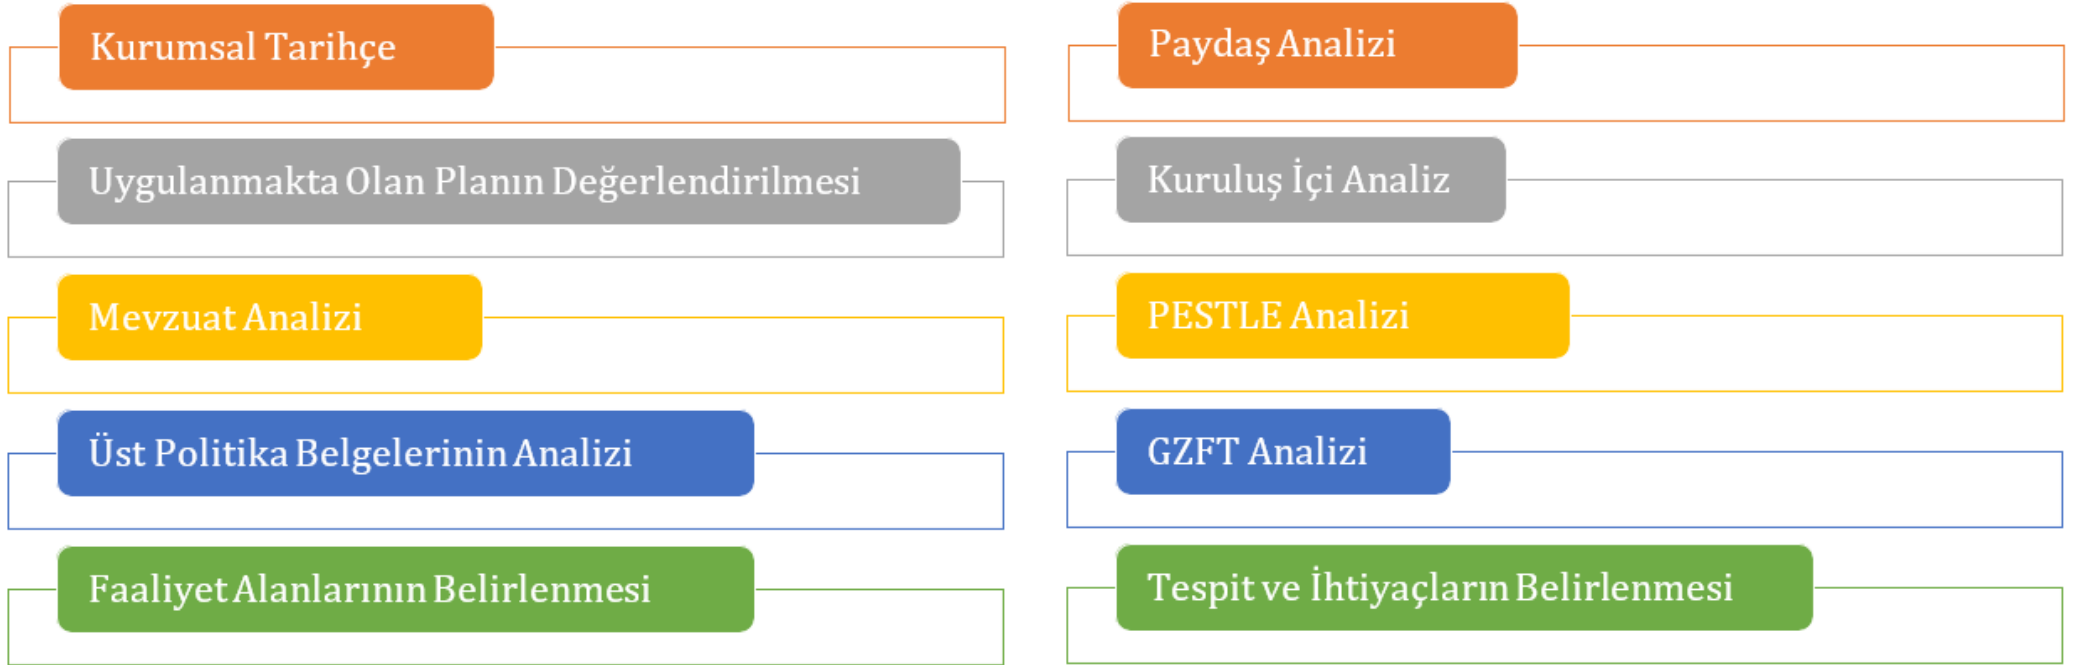 Kurumsal Tarihçe
Uygulanmakta Olan Planın Değerlendirilmesi
Mevzuat Analizi
Üst Politika Belgelerinin Analizi
Faaliyet Alanlarının Belirlenmesi
Paydaş Analizi
Kuruluş İçi Analiz
PESTLE Analizi
GZFT Analizi
Tespit ve İhtiyaçların Belirlenmesi